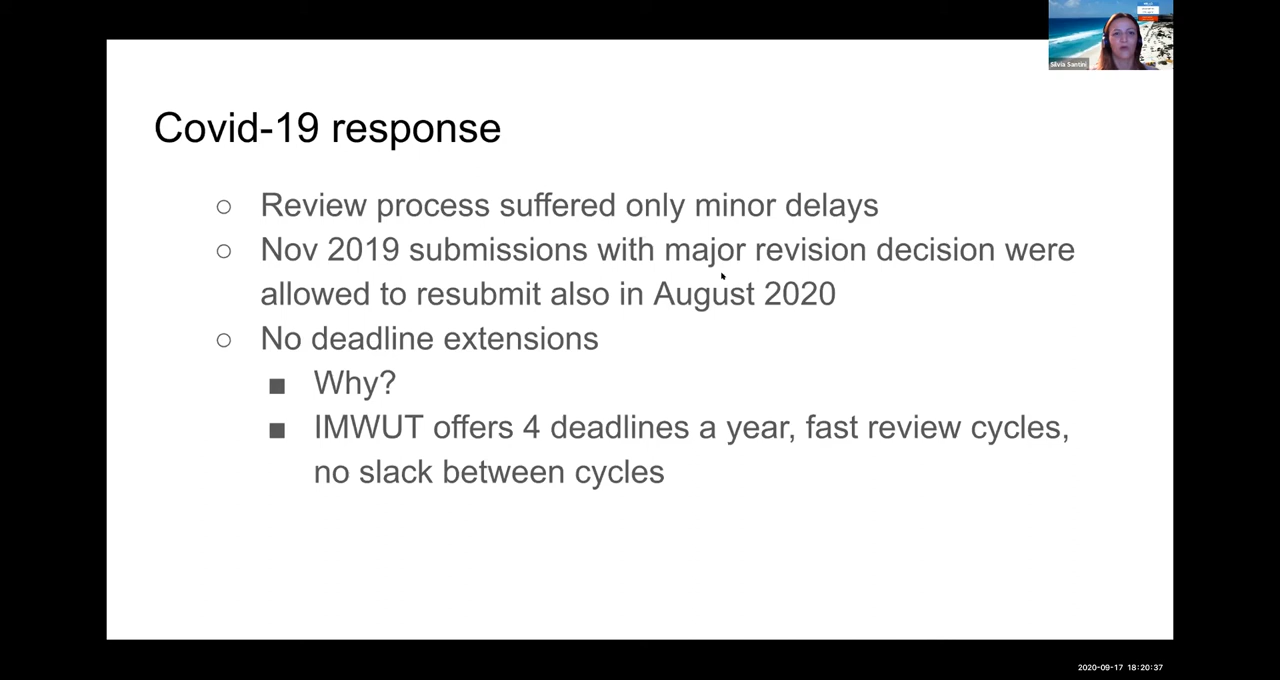 Silvia Santini
Covid-19 response
○ Review process suffered only minor delays
○ Nov 2019 submissions with major revision decision were
allowed to resubmit also in August 2020
○ No deadline extensions
■ Why?
■ IMWUT offers 4 deadlines a year, fast review cycles,
no slack between cycles
2020-09-17 18:20:37